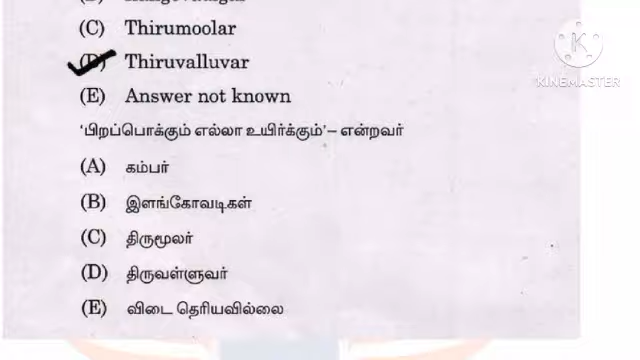 (C) Thirumoolar
(D) Thiruvalluvar
(E) Answer not known
‘பிறப்பொக்கும் எல்லா உயிர்க்கும்’ – என்றவர்
(A) கம்பர்
(B) இளங்கோவடிகள்
(C) திருமூலர்
(D) திருவள்ளுவர்
(E) விடை தெரியவில்லை
KINEMASTER